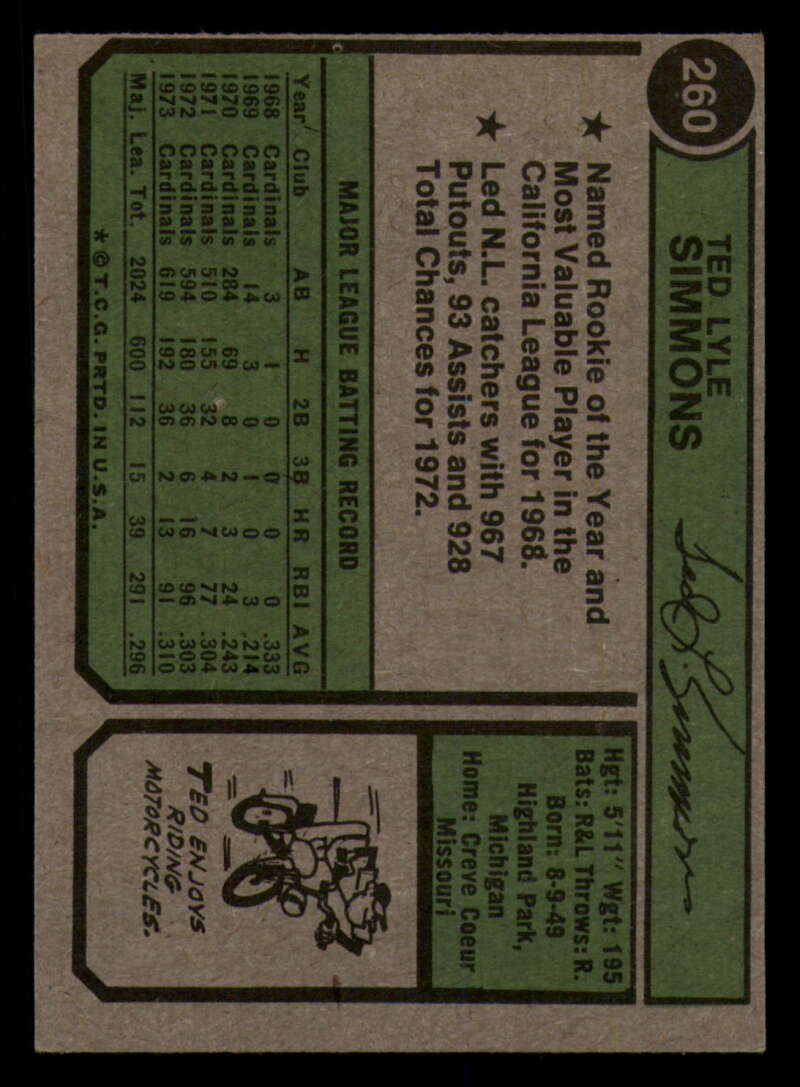 260
TED LYLE
SIMMONS
Ted L. Simmons
★ Named Rookie of the Year and
Most Valuable Player in the
California League for 1968.
★ Led N.L. catchers with 967
Putouts, 93 Assists and 928
Total Chances for 1972.
MAJOR LEAGUE BATTING RECORD
Year Club AB H 2B 3B HR RBI AVG
1968 Cardinals 3 1 0 0 0 0 .333
1969 Cardinals 14 3 0 1 0 3 .214
1970 Cardinals 284 69 8 2 3 24 .243
1971 Cardinals 510 155 32 4 7 77 .304
1972 Cardinals 594 180 36 6 16 96 .303
1973 Cardinals 619 192 36 2 13 91 .310
Maj. Lea. Tot. 2024 600 112 15 39 291 .296
* © T.C.G. PRTD. IN U.S.A.
Hgt: 5'11" Wgt: 195
Bats: R&L Throws: R.
Born: 8-9-49
Highland Park,
Michigan
Home: Creve Coeur
Missouri
TED ENJOYS
RIDING
MOTORCYCLES.